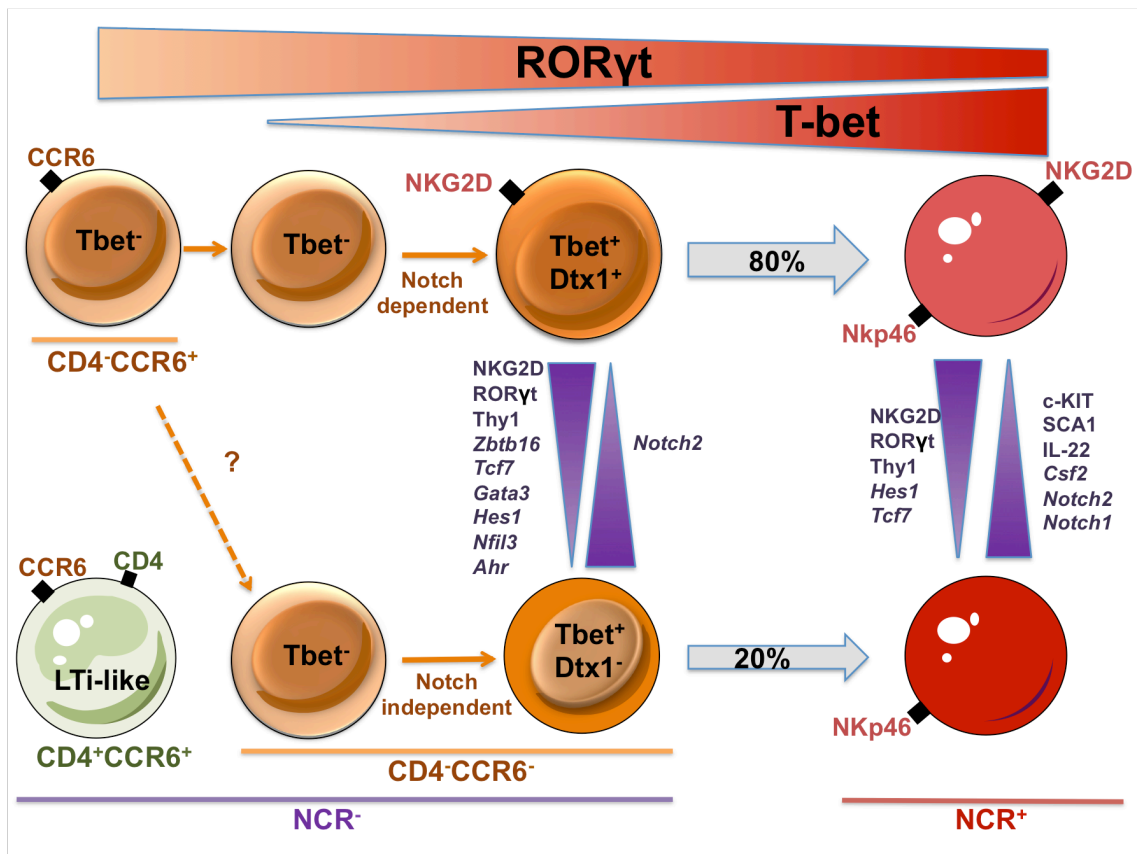 RORγt
T-bet
CCR6
Tbet⁻
Tbet⁻
NKG2D
Tbet⁺
Dtx1⁺
Notch
dependent
80%
NKG2D
Nkp46
CD4⁻CCR6⁺
?
NKG2D
RORγt
Thy1
Zbtb16
Tcf7
Gata3
Hes1
Nfil3
Ahr
Notch2
NKG2D
RORγt
Thy1
Hes1
Tcf7
c-KIT
SCA1
IL-22
Csf2
Notch2
Notch1
CCR6
CD4
LTi-like
CD4⁺CCR6⁺
Tbet⁻
Notch
independent
Tbet⁺
Dtx1⁻
20%
NKp46
CD4⁻CCR6⁻
NCR⁻
NCR⁺